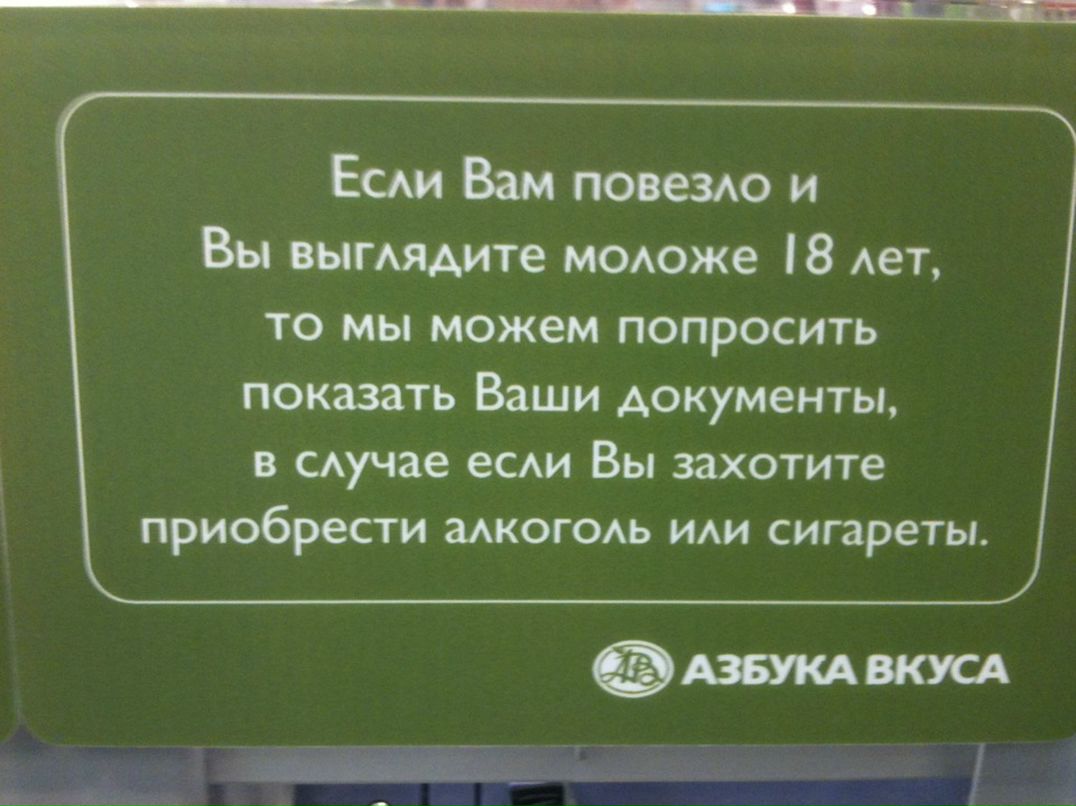 Если Вам повезло и
Вы выглядите моложе 18 лет,
то мы можем попросить
показать Ваши документы,
в случае если Вы захотите
приобрести алкоголь или сигареты.
АВ АЗБУКА ВКУСА